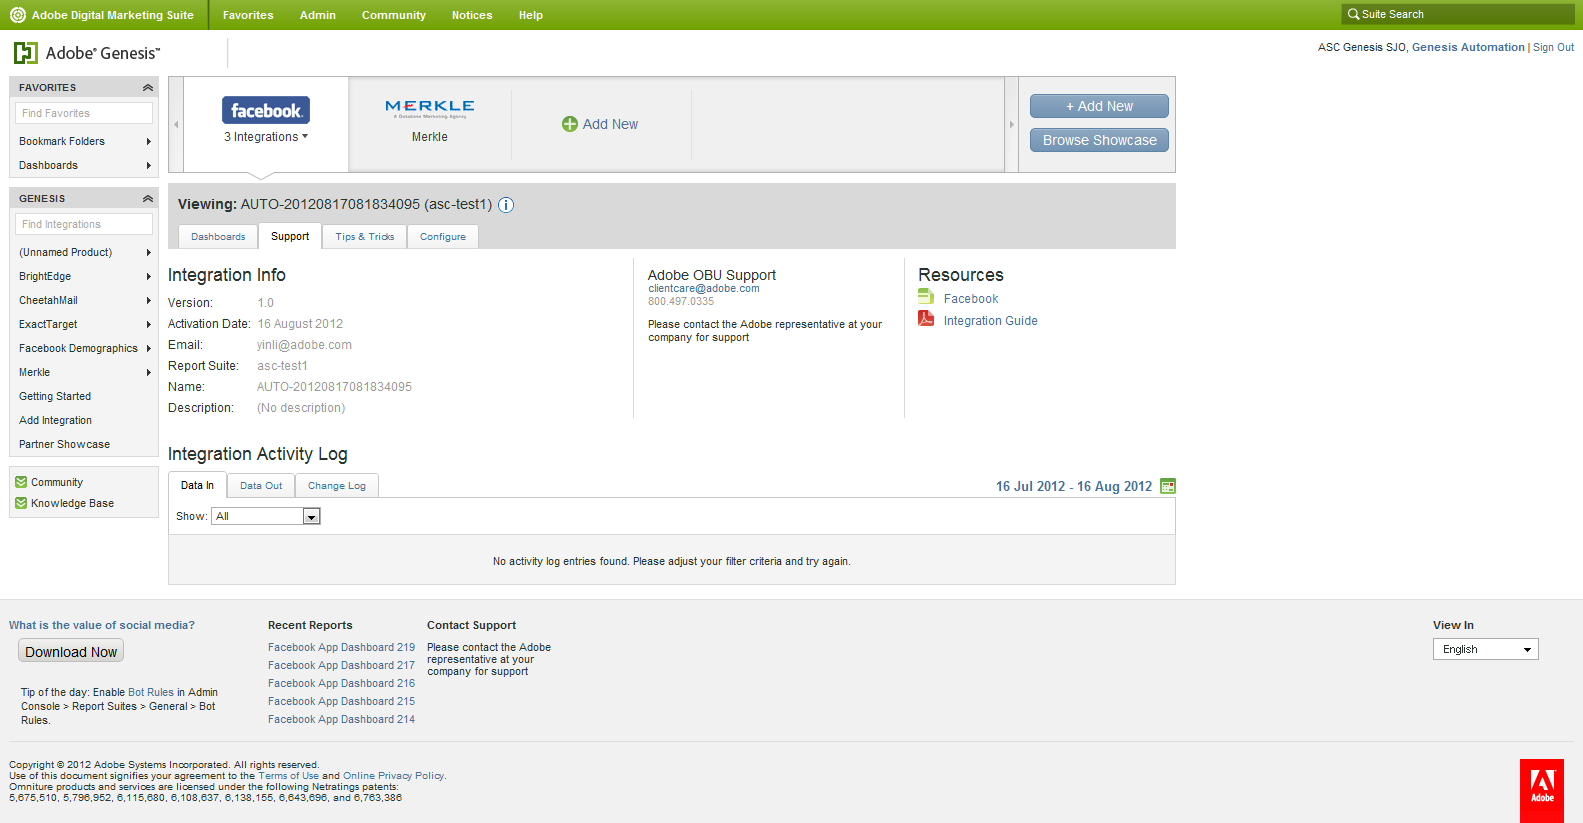 Adobe Digital Marketing Suite
Favorites
Admin
Community
Notices
Help
Suite Search
Adobe® Genesis™
ASC Genesis SJO, Genesis Automation | Sign Out
FAVORITES
Find Favorites
Bookmark Folders
Dashboards
GENESIS
Find Integrations
(Unnamed Product)
BrightEdge
CheetahMail
ExactTarget
Facebook Demographics
Merkle
Getting Started
Add Integration
Partner Showcase
Community
Knowledge Base
facebook.
3 Integrations
MERKLE
A Database Marketing Agency
Merkle
Add New
+ Add New
Browse Showcase
Viewing: AUTO-20120817081834095 (asc-test1)
Dashboards
Support
Tips & Tricks
Configure
Integration Info
Version: 1.0
Activation Date: 16 August 2012
Email: yinli@adobe.com
Report Suite: asc-test1
Name: AUTO-20120817081834095
Description: (No description)
Adobe OBU Support
clientcare@adobe.com
800.497.0335
Please contact the Adobe representative at your
company for support
Resources
Facebook
Integration Guide
Integration Activity Log
Data In
Data Out
Change Log
16 Jul 2012 - 16 Aug 2012
Show: All
No activity log entries found. Please adjust your filter criteria and try again.
What is the value of social media?
Download Now
Tip of the day: Enable Bot Rules in Admin
Console > Report Suites > General > Bot
Rules.
Recent Reports
Facebook App Dashboard 219
Facebook App Dashboard 217
Facebook App Dashboard 216
Facebook App Dashboard 215
Facebook App Dashboard 214
Contact Support
Please contact the Adobe
representative at your
company for support
View In
English
Copyright © 2012 Adobe Systems Incorporated. All rights reserved.
Use of this document signifies your agreement to the Terms of Use and Online Privacy Policy.
Omniture products and services are licensed under the following Netratings patents:
5,675,510, 5,796,952, 6,115,680, 6,108,637, 6,138,155, 6,643,696, and 6,763,386
Adobe